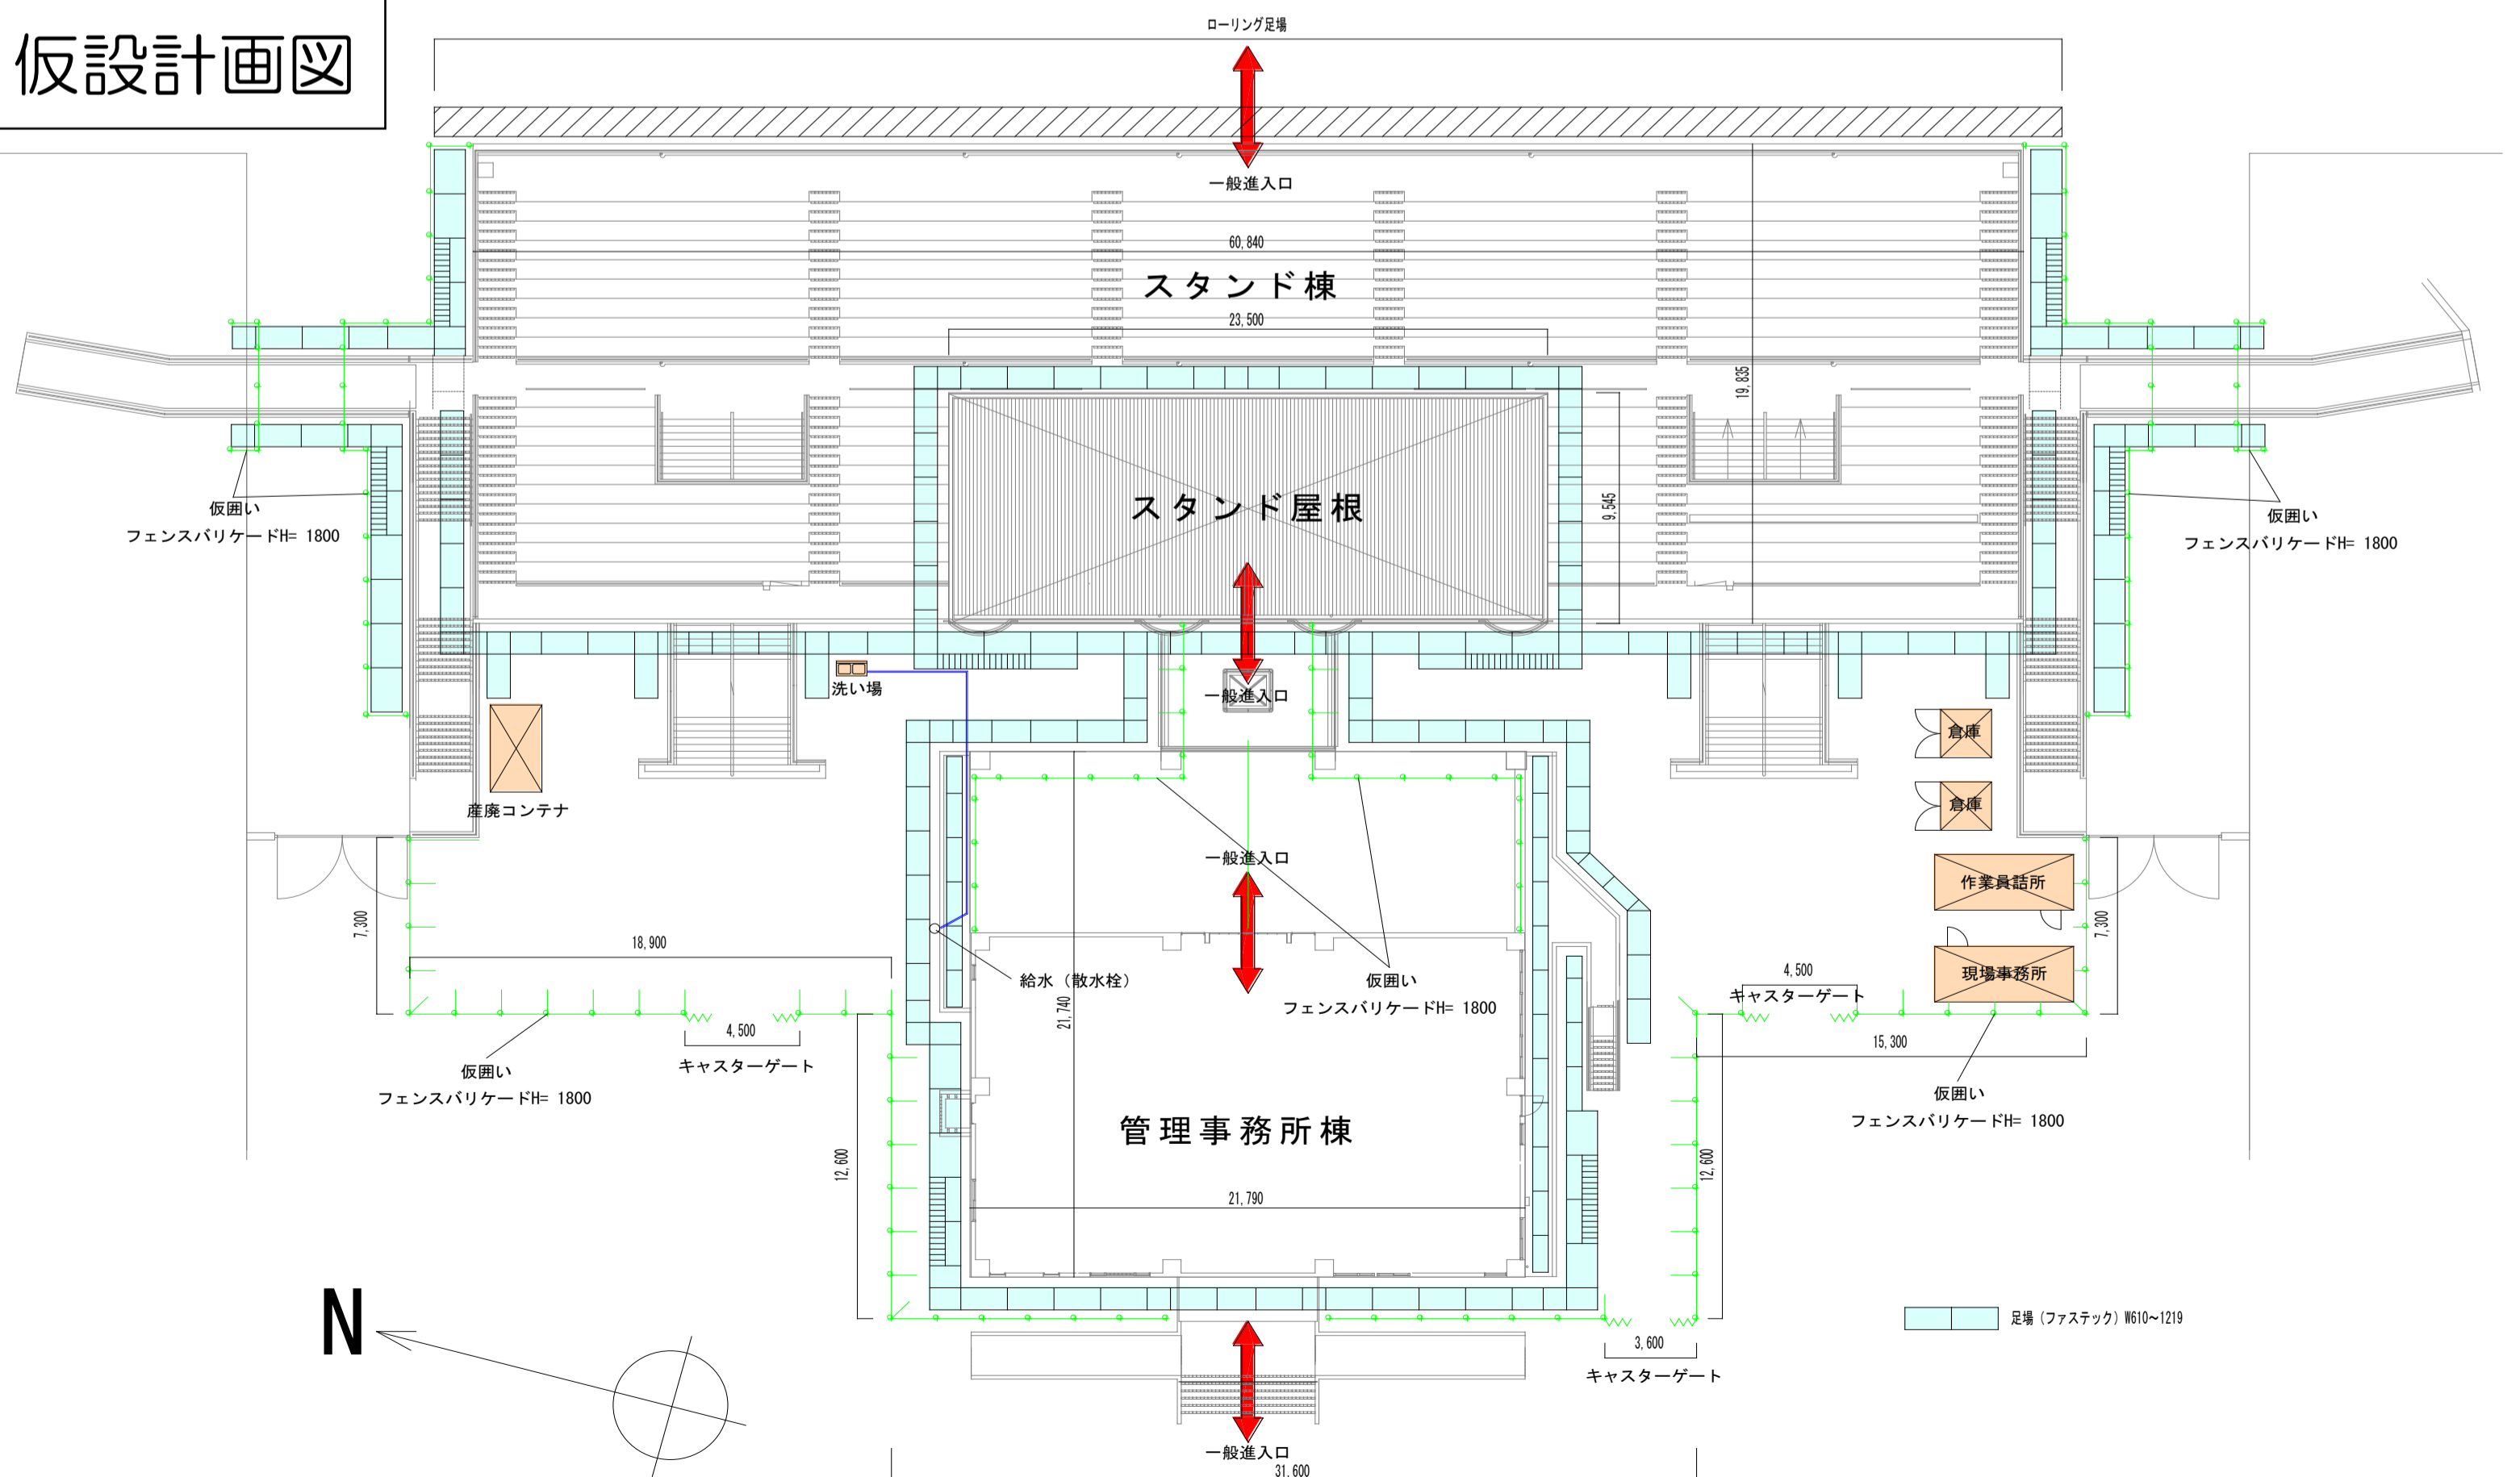 仮設計画図
ローリング足場
一般進入口
60,840
スタンド棟
23,500
19,835
スタンド屋根
9,545
仮囲い
フェンスバリケードH= 1800
仮囲い
フェンスバリケードH= 1800
洗い場
一般進入口
倉庫
産廃コンテナ
倉庫
一般進入口
作業員詰所
7,300
7,300
18,900
給水（散水栓）
仮囲い
フェンスバリケードH= 1800
21,740
4,500
キャスターゲート
現場事務所
4,500
キャスターゲート
15,300
仮囲い
フェンスバリケードH= 1800
仮囲い
フェンスバリケードH= 1800
管理事務所棟
12,600
12,600
21,790
N
足場（ファステック）W610～1219
3,600
キャスターゲート
一般進入口
31,600